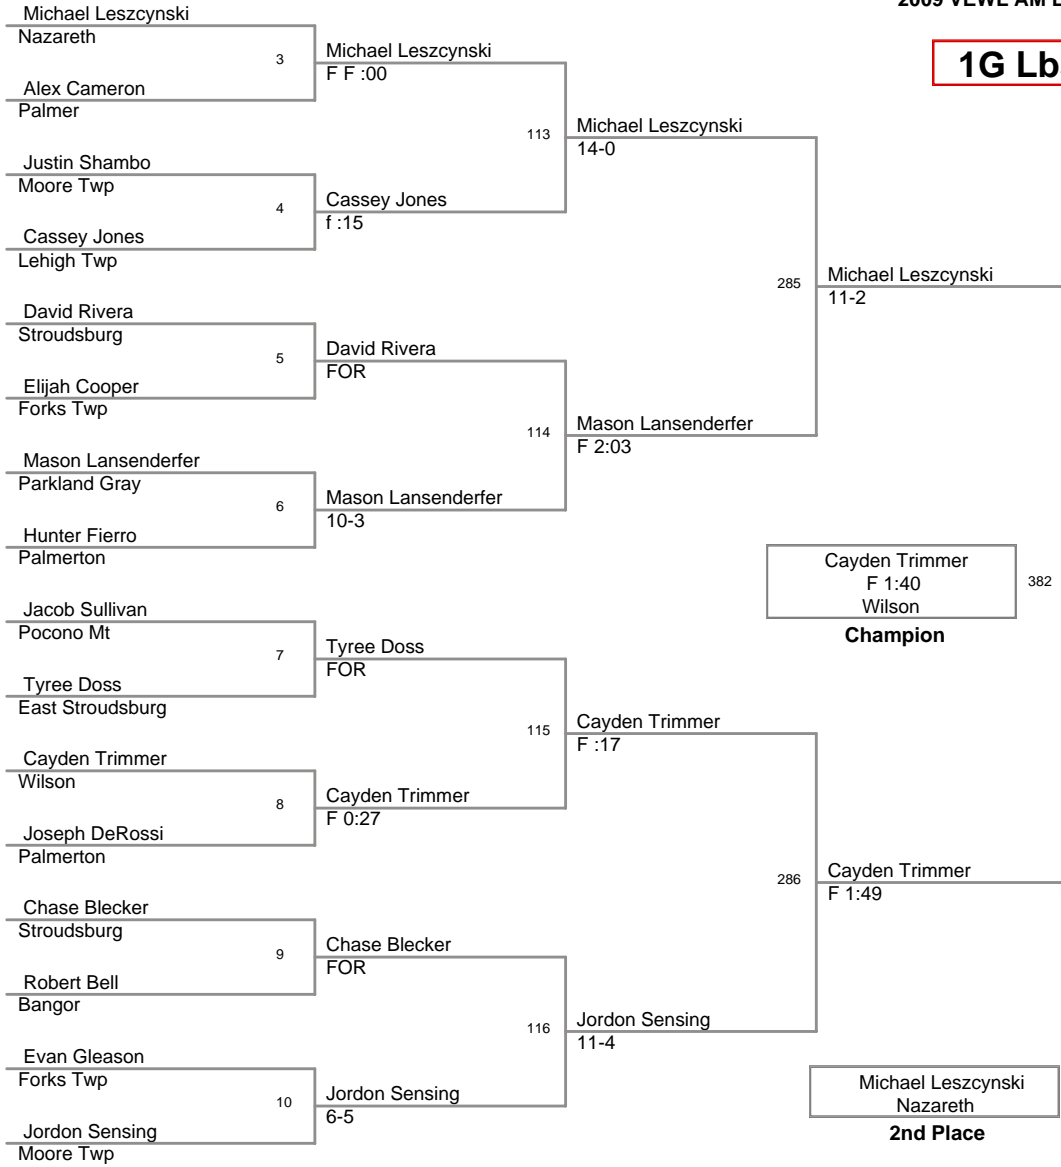 2009 VEWL AM
1G Lb
Michael Leszcynski
Nazareth
3
Alex Cameron
Palmer
Michael Leszcynski
F F :00
Justin Shambo
Moore Twp
4
Cassey Jones
Lehigh Twp
Cassey Jones
f :15
113
Michael Leszcynski
14-0
David Rivera
Stroudsburg
5
Elijah Cooper
Forks Twp
David Rivera
FOR
Mason Lansenderfer
Parkland Gray
6
Hunter Fierro
Palmerton
Mason Lansenderfer
10-3
114
Mason Lansenderfer
F 2:03
285
Michael Leszcynski
11-2
Cayden Trimmer
F 1:40
Wilson
382
Champion
Jacob Sullivan
Pocono Mt
7
Tyree Doss
East Stroudsburg
Tyree Doss
FOR
Cayden Trimmer
Wilson
8
Joseph DeRossi
Palmerton
Cayden Trimmer
F 0:27
115
Cayden Trimmer
F :17
Chase Blecker
Stroudsburg
9
Robert Bell
Bangor
Chase Blecker
FOR
Evan Gleason
Forks Twp
10
Jordon Sensing
Moore Twp
Jordon Sensing
6-5
116
Jordon Sensing
11-4
286
Cayden Trimmer
F 1:49
Michael Leszcynski
Nazareth
2nd Place